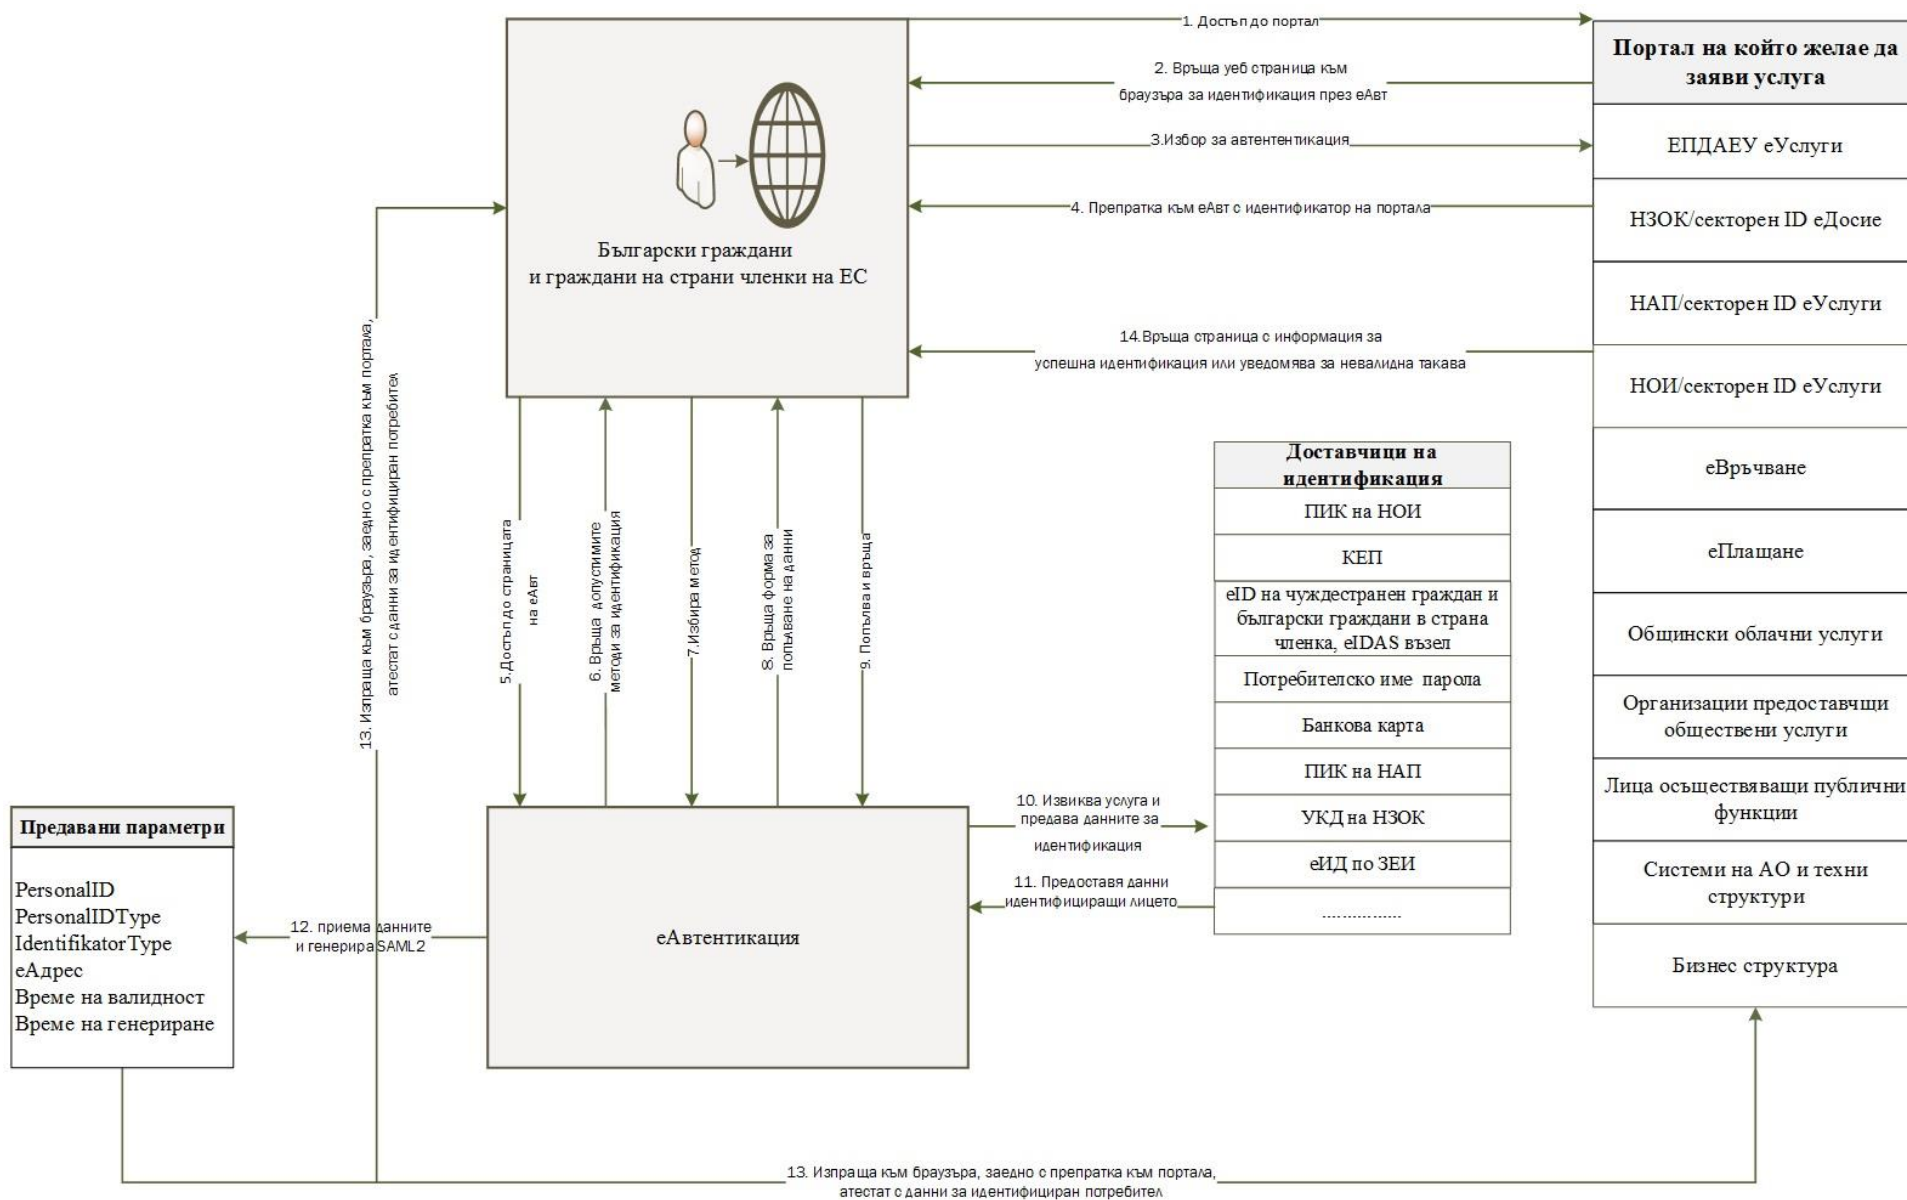 1. Достъп до портал
2. Връща уеб страница към
браузъра за идентификация през еАвт
3.Избор за автентентикация
4. Препратка към еАвт с идентификатор на портала
14.Връща страница с информация за
успешна идентификация или уведомява за невалидна такава
Български граждани
и граждани на страни членки на ЕС
Портал на който желае да
заяви услуга
ЕПДАЕУ еУслуги
НЗОК/секторен ID еДосие
НАП/секторен ID еУслуги
НОИ/секторен ID еУслуги
еВръчване
еПлащане
Общински облачни услуги
Организации предоставчщи
обществени услуги
Лица осъществяващи публични
функции
Системи на АО и техни
структури
Бизнес структура
13. Изпраща към браузъра, заедно с препратка към портала,
атестат с данни за идентифициран потребител
5.Достъп до страницата
на еАвт
6. Връща допустимите
методи за идентификация
7.Избира метод
8. Връща форма за
попълване на данни
9. Попълва и връща
Доставчици на
идентификация
ПИК на НОИ
КЕП
eID на чуждестранен граждан и
български граждани в страна
членка, eIDAS възел
Потребителско име парола
Банкова карта
ПИК на НАП
УКД на НЗОК
еИД по ЗЕИ
................
10. Извиква услуга и
предава данните за
идентификация
11. Предоставя данни
идентифициращи лицето
еАвтентикация
12. приема данните
и генерира SAML2
Предавани параметри
PersonalID
PersonalIDType
IdentifikatorType
еАдрес
Време на валидност
Време на генериране
13. Изпраща към браузъра, заедно с препратка към портала,
атестат с данни за идентифициран потребител